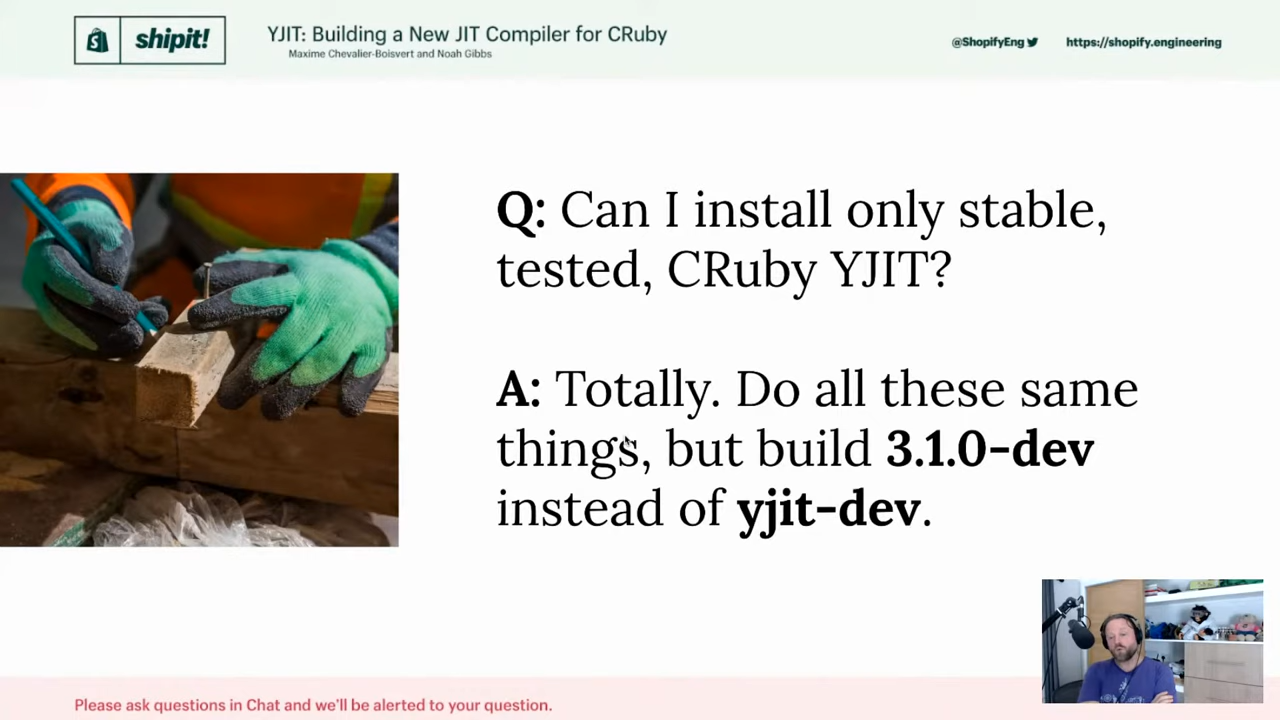 shipit!
YJIT: Building a New JIT Compiler for CRuby
Maxime Chevalier-Boisvert and Noah Gibbs
@ShopifyEng
https://shopify.engineering
Q: Can I install only stable,
tested, CRuby YJIT?
A: Totally. Do all these same
things, but build 3.1.0-dev
instead of yjit-dev.
Please ask questions in Chat and we'll be alerted to your question.